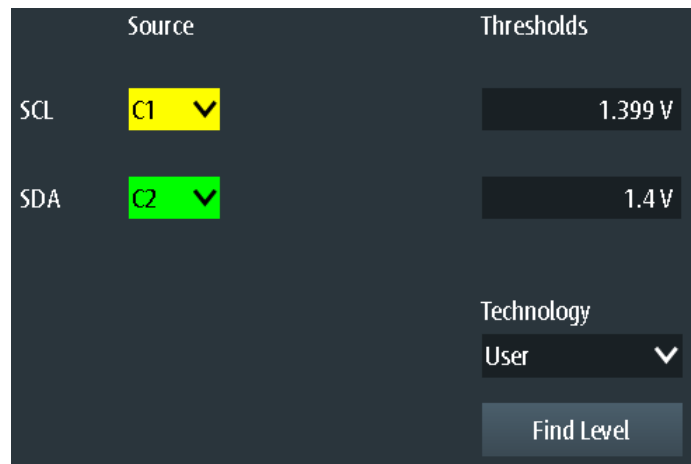 Source Thresholds
SCL C1 1.399 V
SDA C2 1.4 V
Technology
User
Find Level